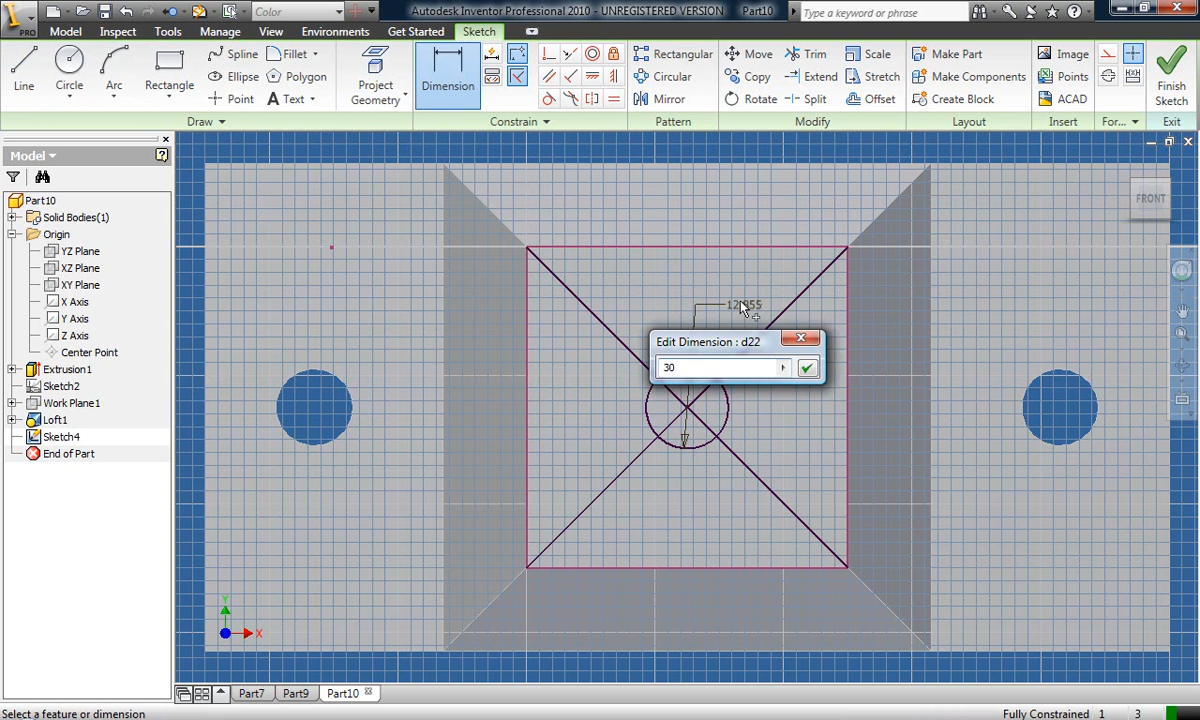 Color
Autodesk Inventor Professional 2010 - UNREGISTERED VERSION Part10
Type a keyword or phrase
PRO
Model Inspect Tools Manage View Environments Get Started Sketch
Line Circle Arc Rectangle
Spline Fillet
Ellipse Polygon
Point Text
Project Geometry
Dimension
Rectangular
Circular
Mirror
Move Trim Scale
Copy Extend Stretch
Rotate Split Offset
Make Part
Make Components
Create Block
Image
Points
ACAD
Finish Sketch
Draw Constrain Pattern Modify Layout Insert For... Exit
Model
Part10
Solid Bodies(1)
Origin
YZ Plane
XZ Plane
XY Plane
X Axis
Y Axis
Z Axis
Center Point
Extrusion1
Sketch2
Work Plane1
Loft1
Sketch4
End of Part
FRONT
Edit Dimension : d22
30
Y
X
Part7 Part9 Part10
Select a feature or dimension
Fully Constrained 1 3